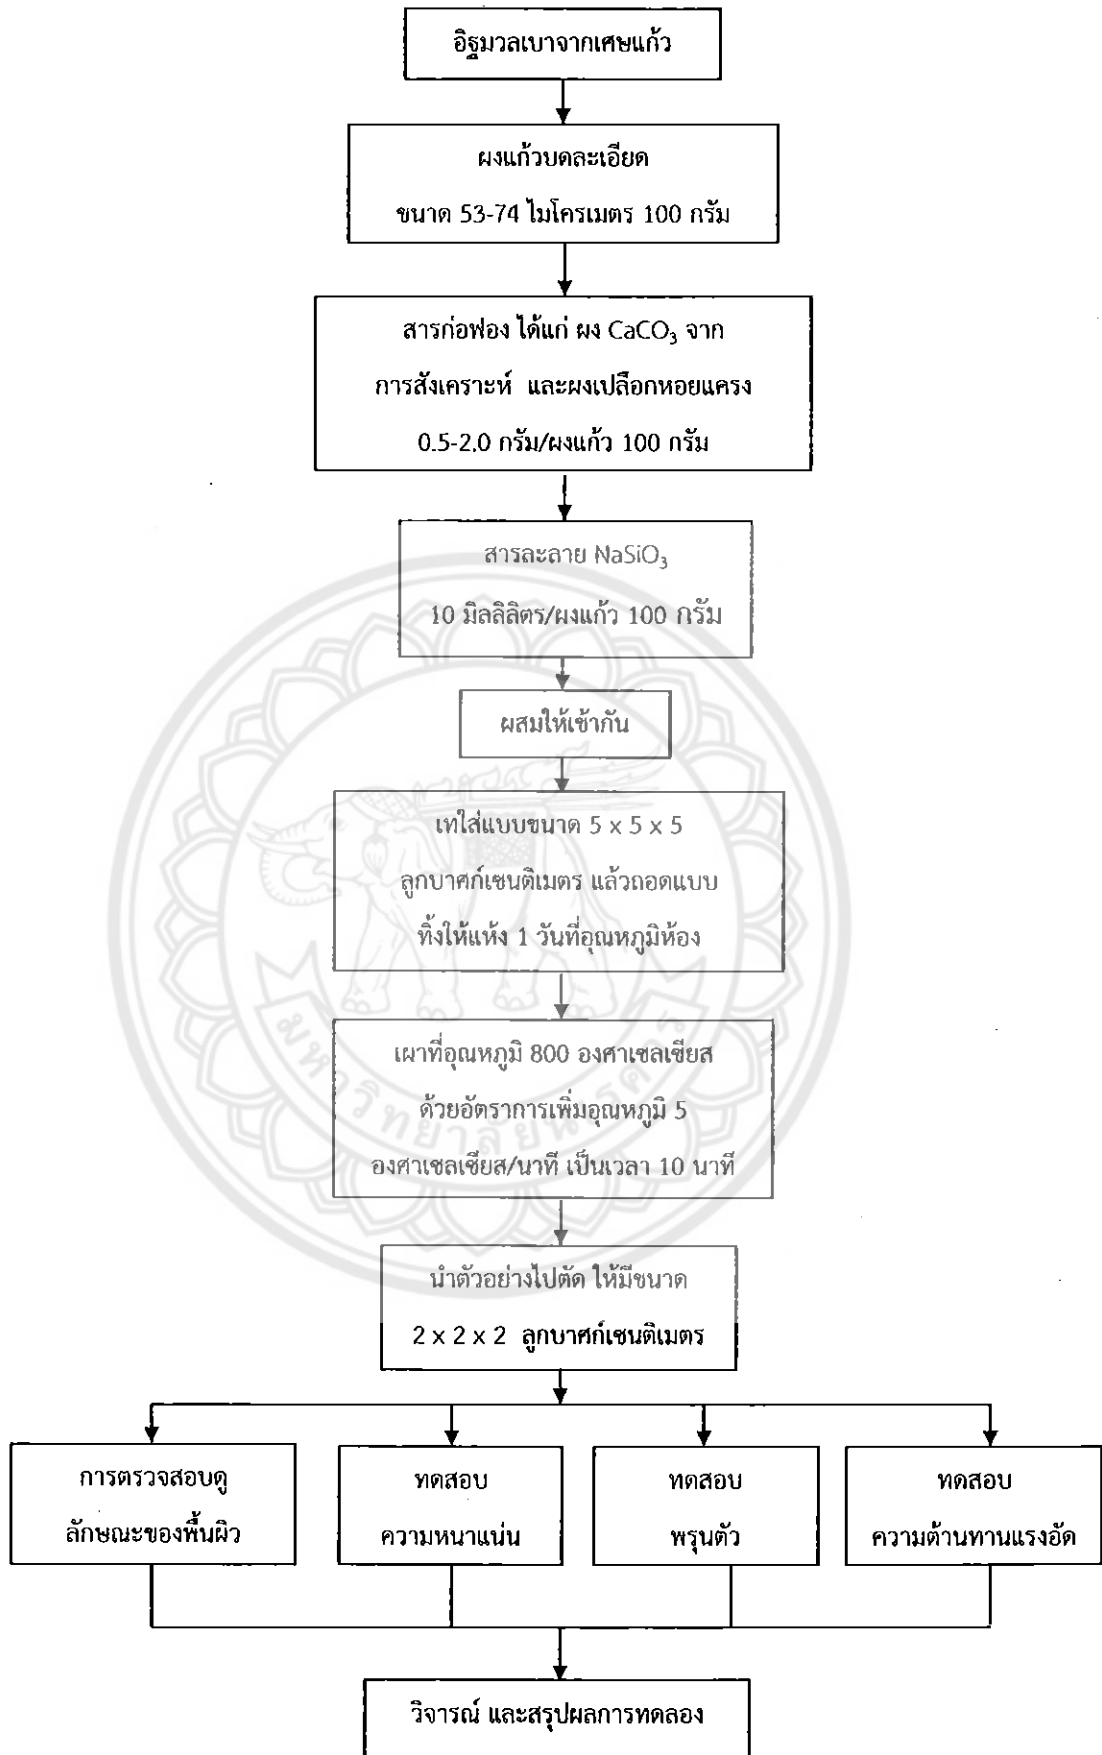 อิฐมวลเบาจากเศษแก้ว
ผงแก้วบดละเอียด
ขนาด 53-74 ไมโครเมตร 100 กรัม
สารก่อฟอง ได้แก่ ผง CaCO₃ จาก
การสังเคราะห์ และผงเปลือกหอยแครง
0.5-2.0 กรัม/ผงแก้ว 100 กรัม
สารละลาย NaSiO₃
10 มิลลิลิตร/ผงแก้ว 100 กรัม
ผสมให้เข้ากัน
เทใส่แบบขนาด 5 x 5 x 5
ลูกบาศก์เซนติเมตร แล้วถอดแบบ
ทิ้งให้แห้ง 1 วันที่อุณหภูมิห้อง
เผาที่อุณหภูมิ 800 องศาเซลเซียส
ด้วยอัตราการเพิ่มอุณหภูมิ 5
องศาเซลเซียส/นาที เป็นเวลา 10 นาที
มหาวิทยาลัยนเรศวร
นำตัวอย่างไปตัด ให้มีขนาด
2 x 2 x 2 ลูกบาศก์เซนติเมตร
การตรวจสอบดู
ลักษณะของพื้นผิว
ทดสอบ
ความหนาแน่น
ทดสอบ
พรุนตัว
ทดสอบ
ความต้านทานแรงอัด
วิจารณ์ และสรุปผลการทดลอง